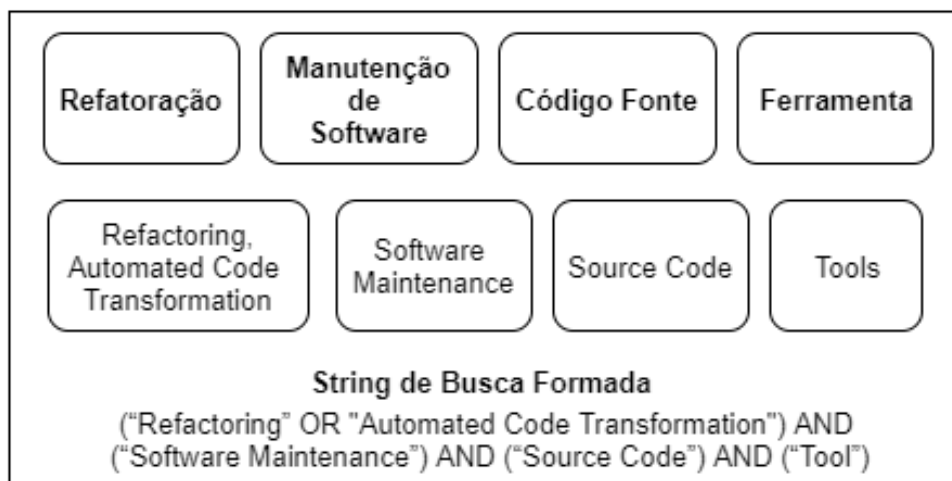 Refatoração
Manutenção
de
Software
Código Fonte
Ferramenta
Refactoring,
Automated Code
Transformation
Software
Maintenance
Source Code
Tools
String de Busca Formada
(“Refactoring” OR "Automated Code Transformation") AND
(“Software Maintenance”) AND (“Source Code”) AND (“Tool”)